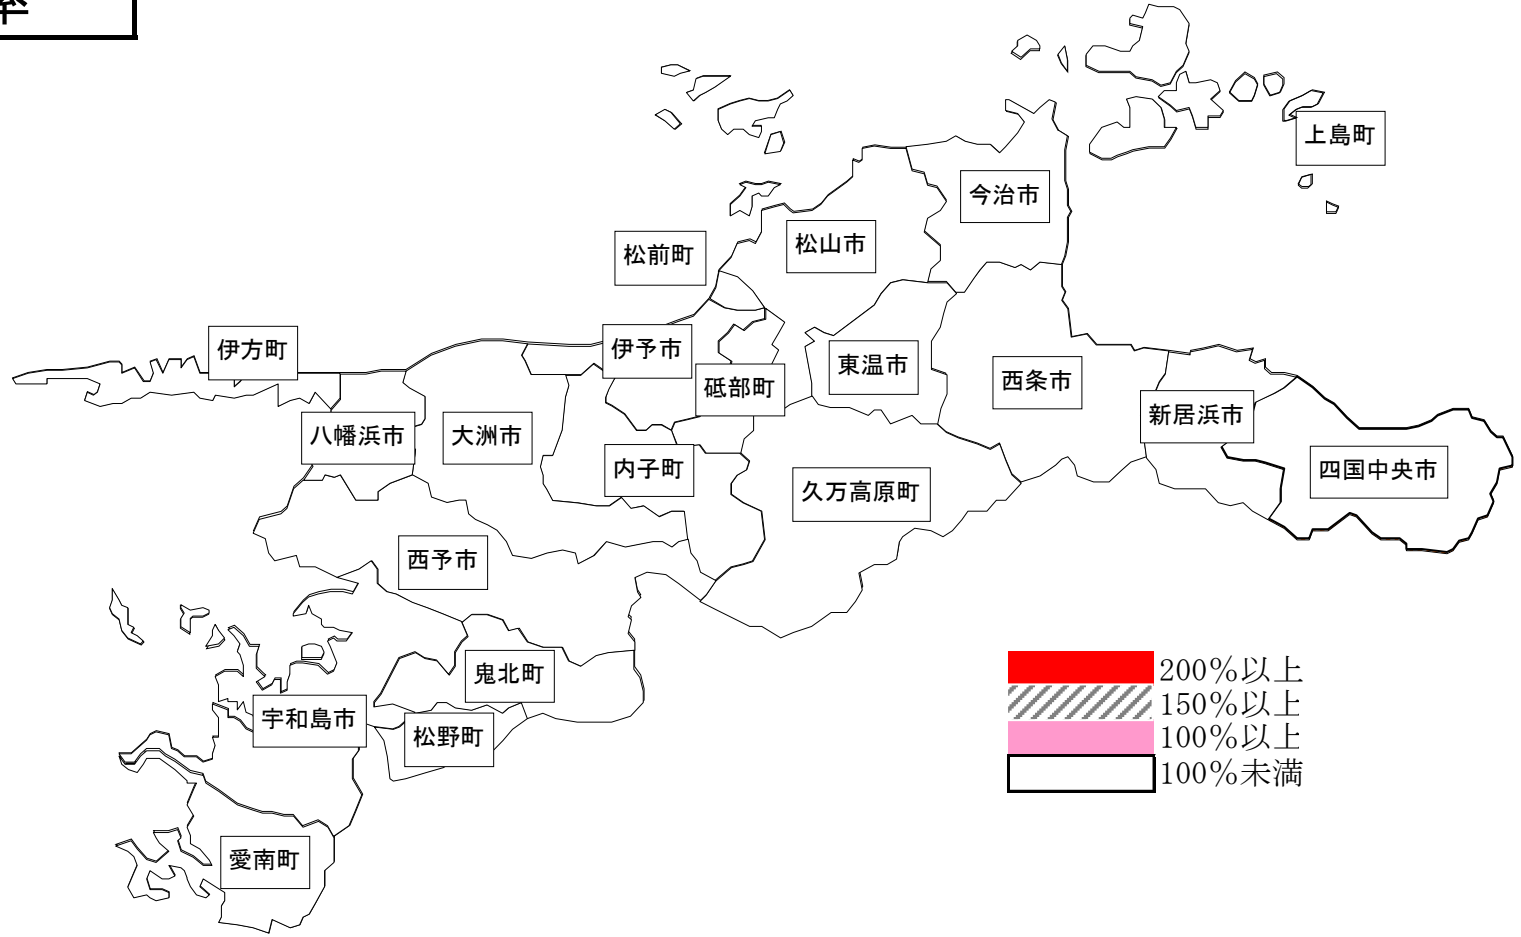 上島町
今治市
松山市
松前町
伊方町
伊予市
東温市
西条市
砥部町
新居浜市
八幡浜市
大洲市
内子町
四国中央市
久万高原町
西予市
鬼北町
宇和島市
松野町
愛南町
200％以上
150％以上
100％以上
100％未満